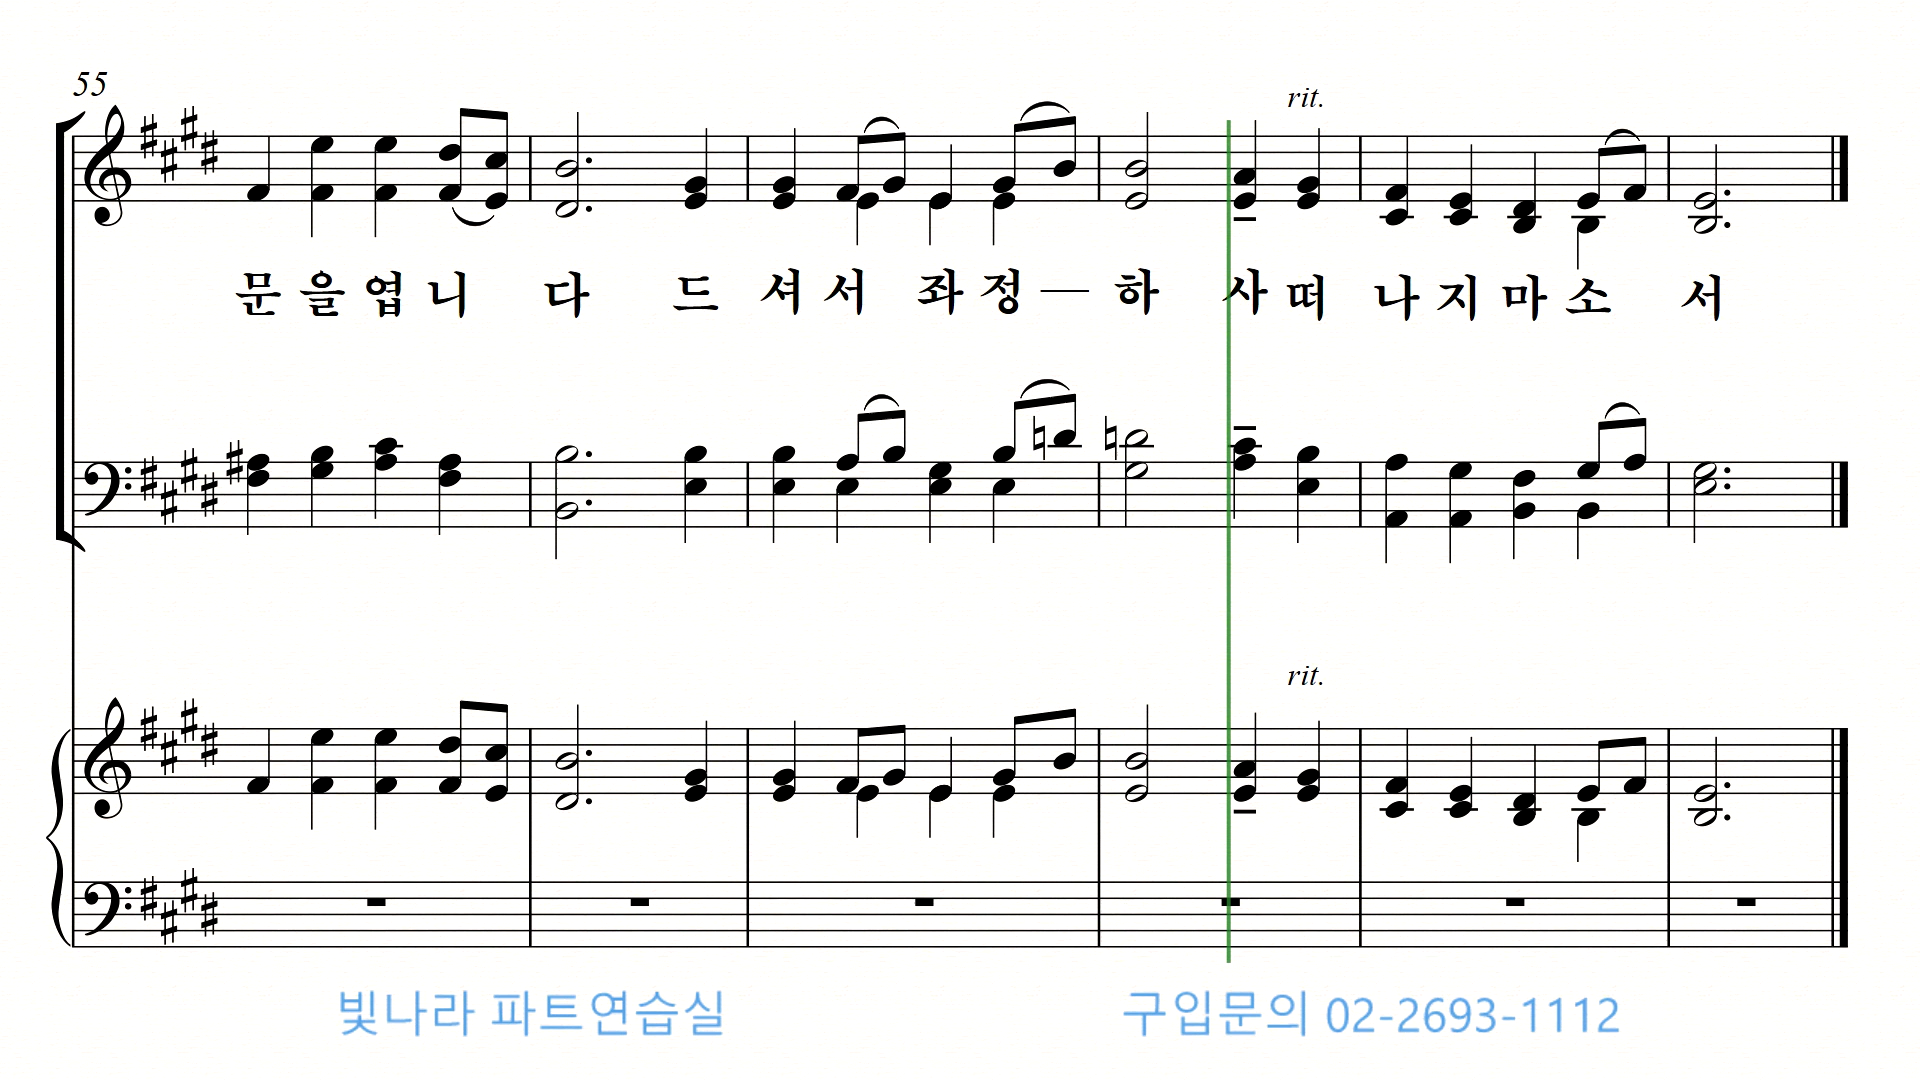 55
rit.
문 을 엽 니 다 드 셔 서 좌 정 — 하 사 떠 나 지 마 소 서
rit.
빛나라 파트연습실 구입문의 02-2693-1112